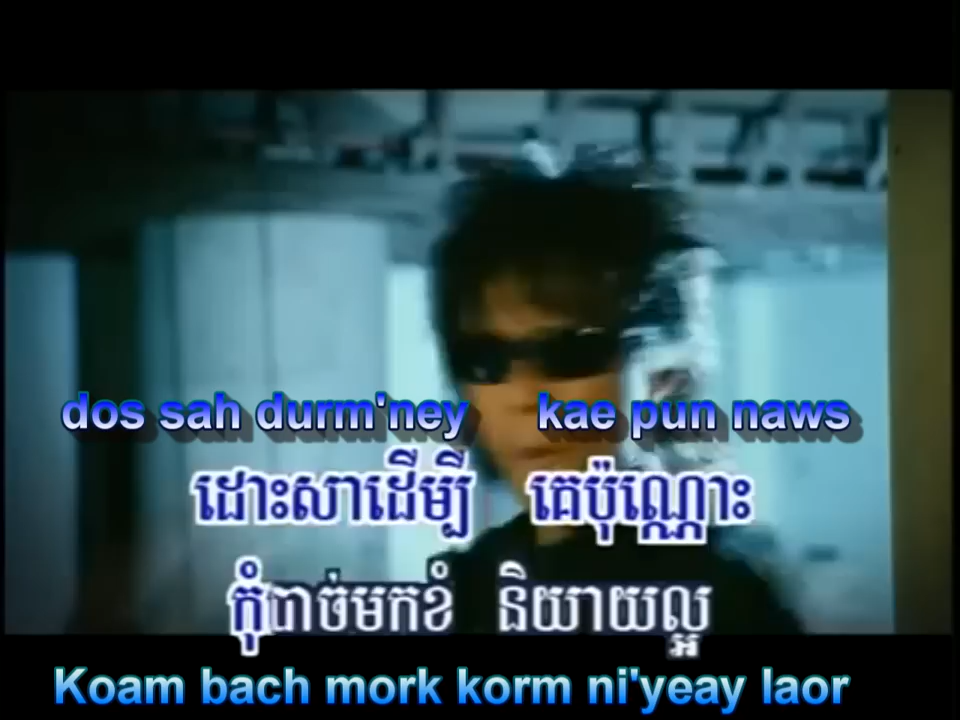 dos sah durm'ney kae pun naws
ដោះសាដើម្បី គេប៉ុណ្ណោះ
កុំបាច់មកខំ និយាយល្អ
Koam bach mork korm ni'yeay laor